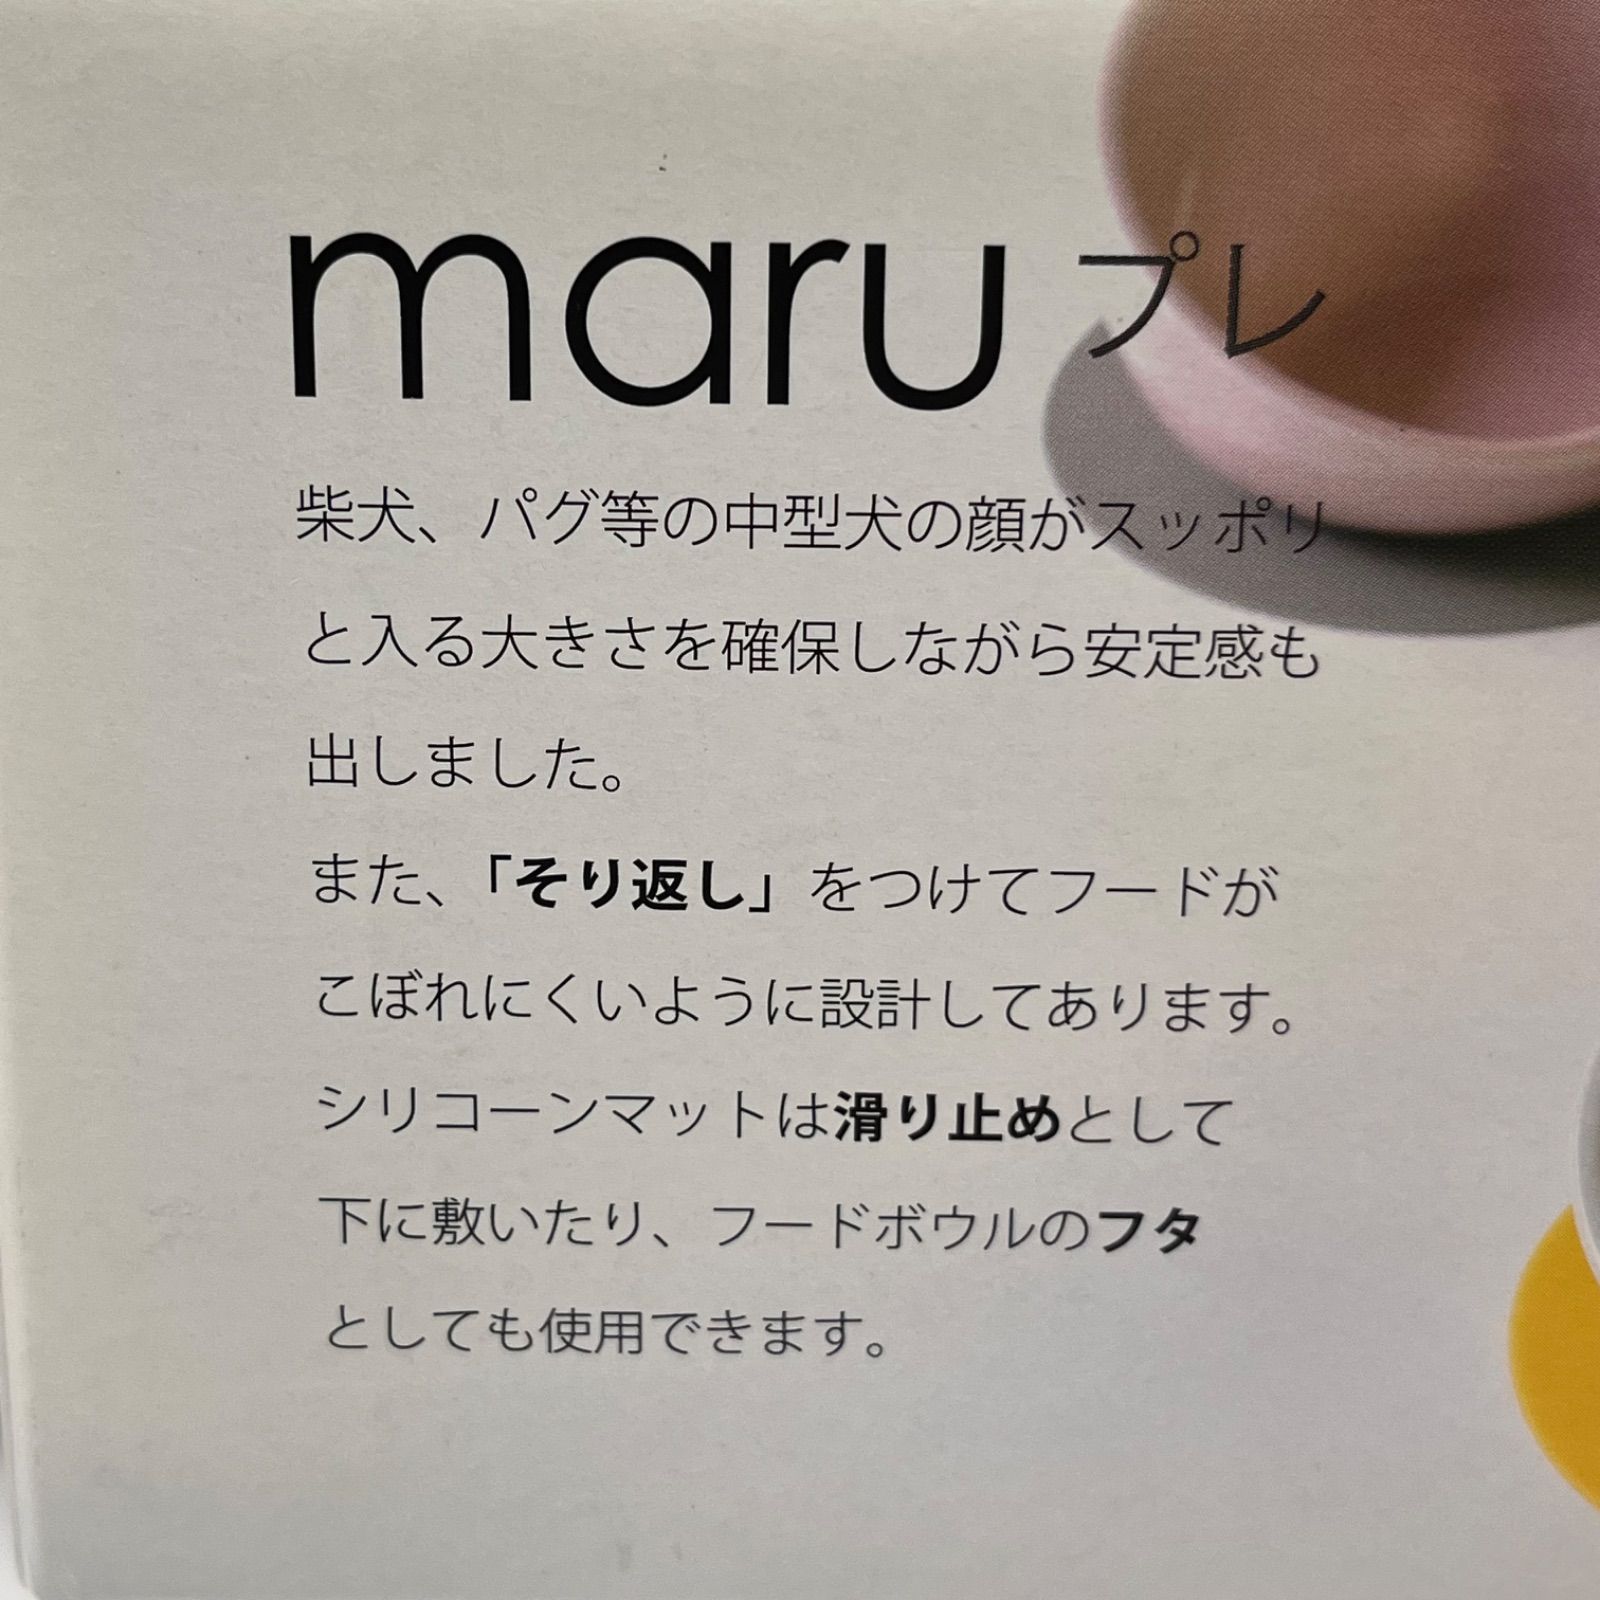 maru プレ
柴犬、パグ等の中型犬の顔がスッポリ
と入る大きさを確保しながら安定感も
出しました。
また、「そり返し」をつけてフードが
こぼれにくいように設計してあります。
シリコーンマットは滑り止めとして
下に敷いたり、フードボウルのフタ
としても使用できます。